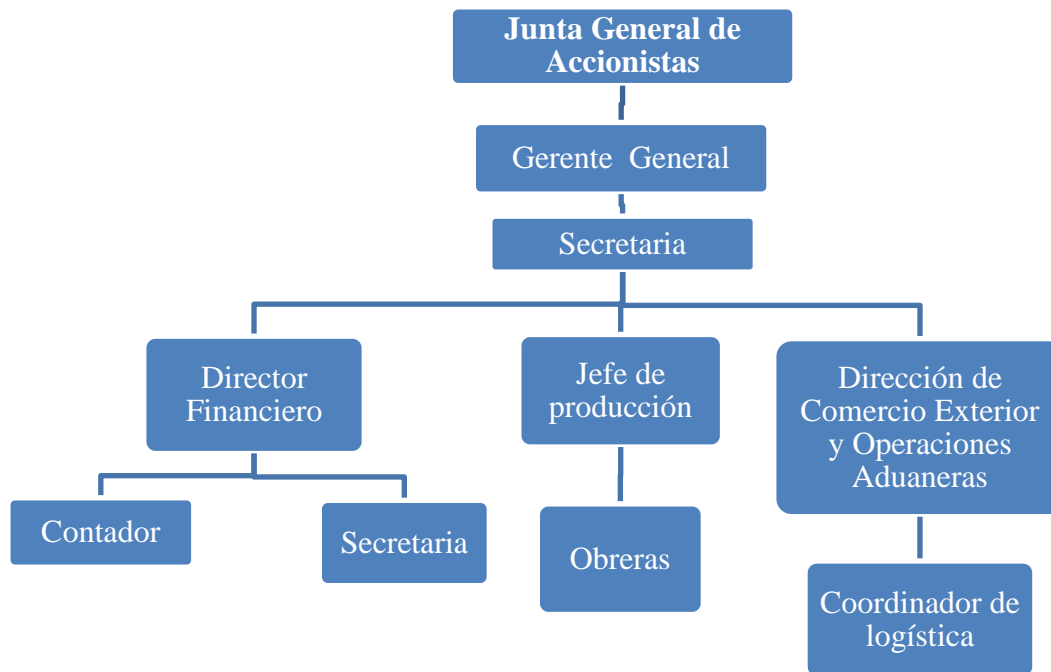 Junta General de
Accionistas
Gerente General
Secretaria
Director
Financiero
Jefe de
producción
Dirección de
Comercio Exterior
y Operaciones
Aduaneras
Contador
Secretaria
Obreras
Coordinador de
logística